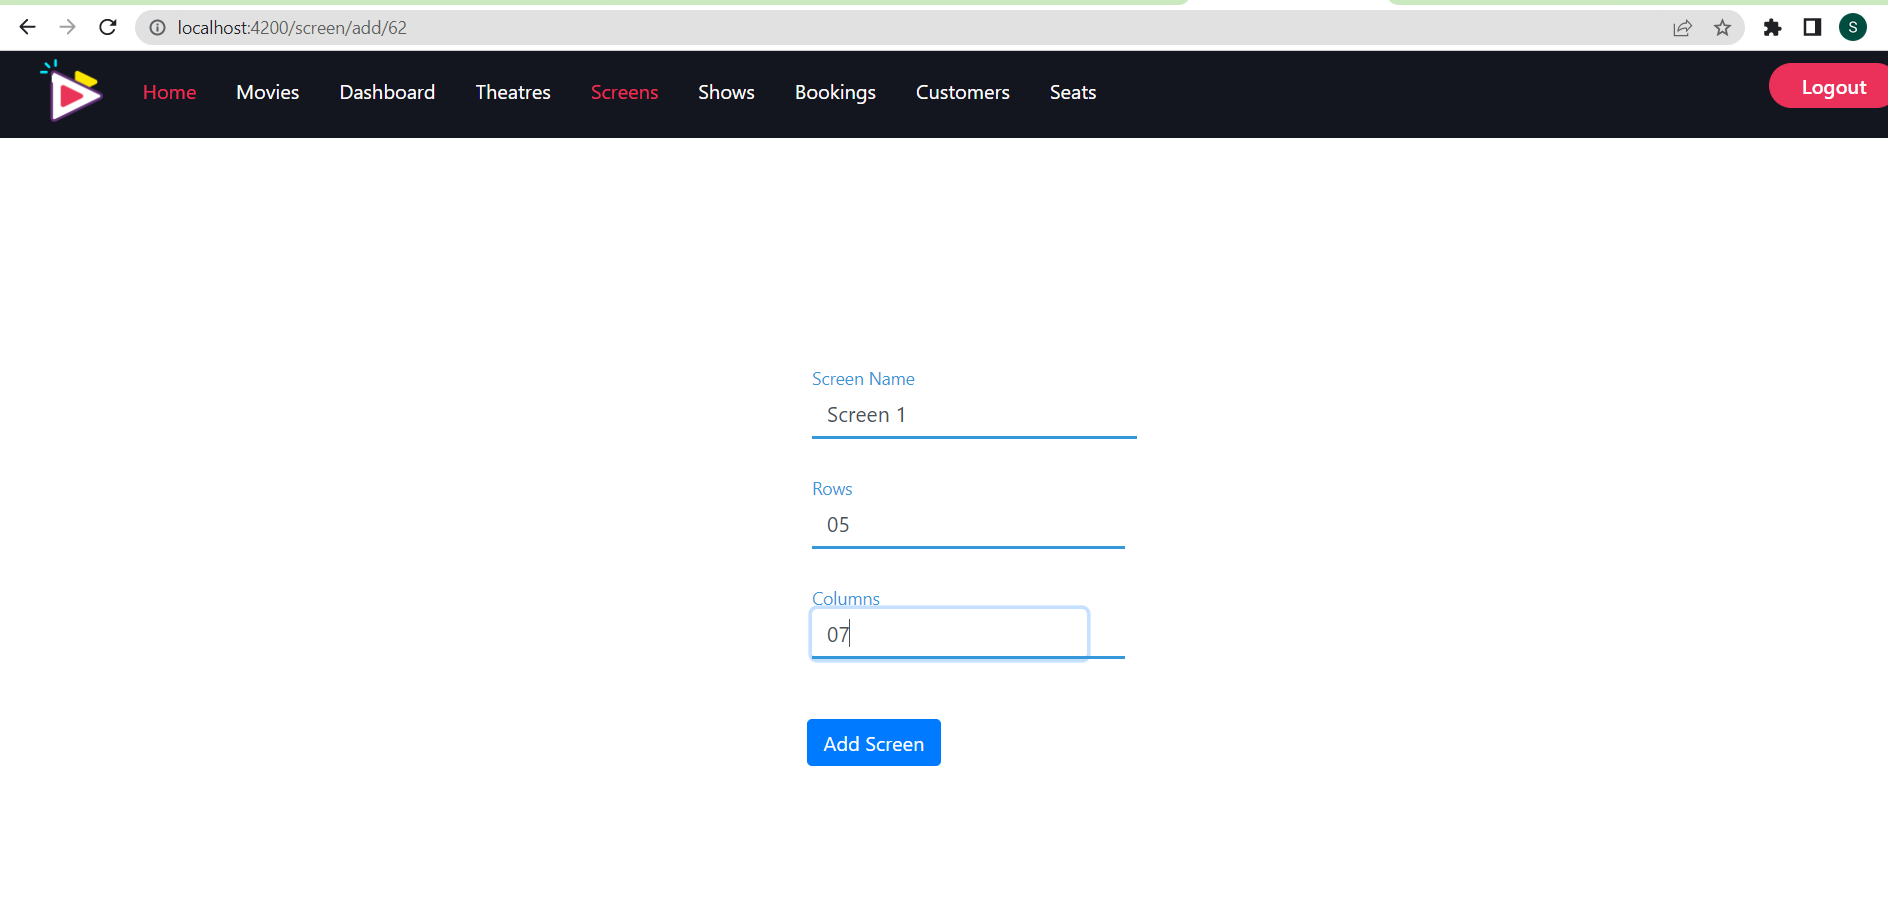 localhost:4200/screen/add/62
S
Home Movies Dashboard Theatres Screens Shows Bookings Customers Seats Logout
Screen Name
Screen 1
Rows
05
Columns
07
Add Screen